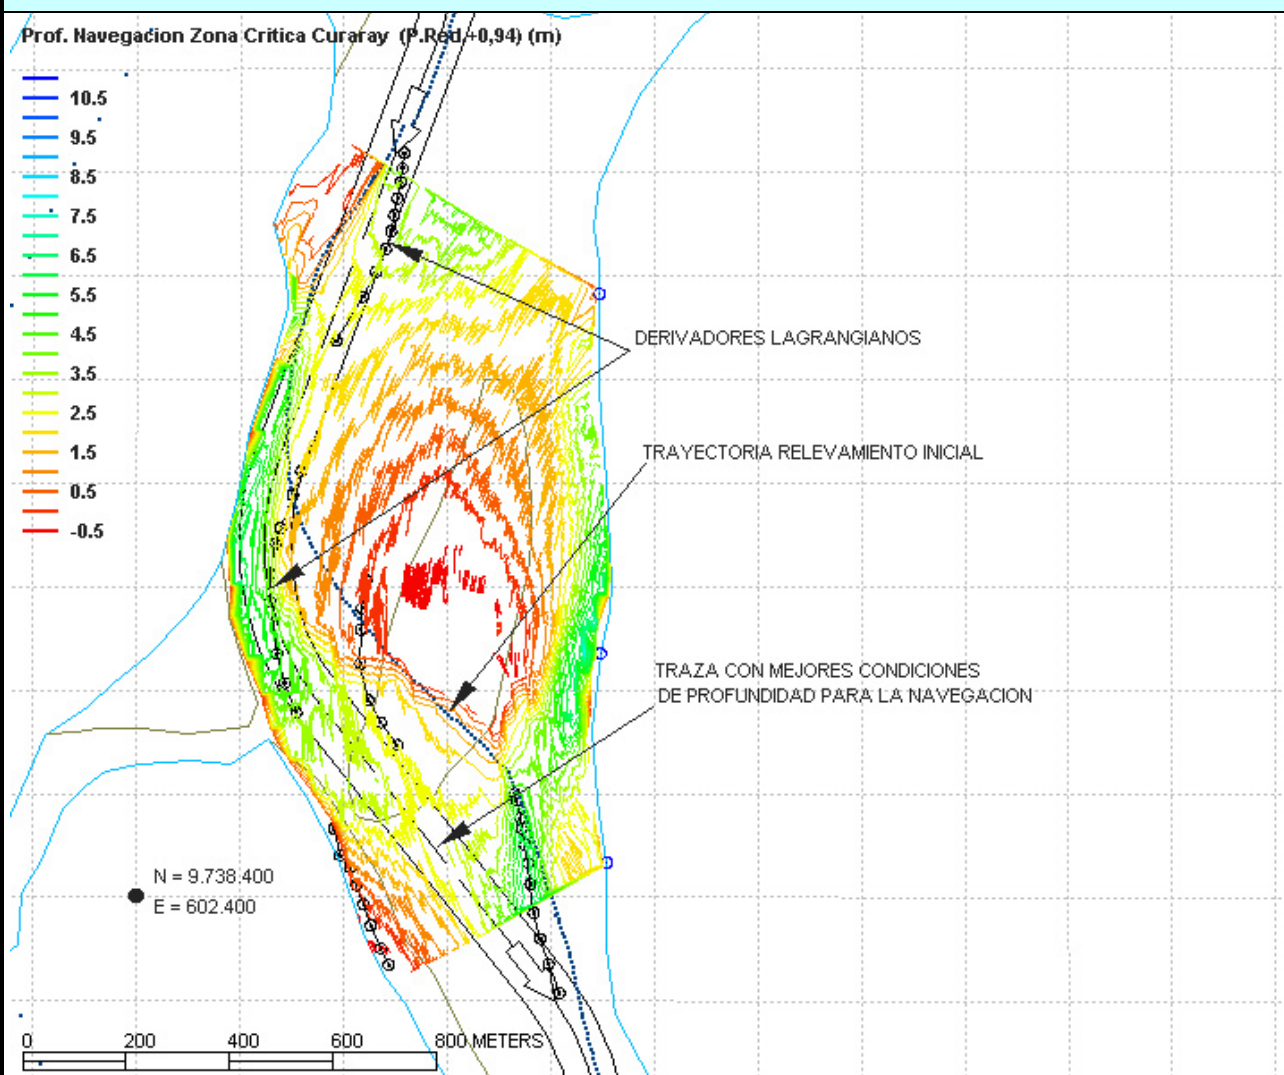 Prof. Navegacion Zona Critica Curaray (P.Red,+0,94) (m)
10.5
9.5
8.5
7.5
6.5
5.5
4.5
3.5
2.5
1.5
0.5
-0.5
DERIVADORES LAGRANGIANOS
TRAYECTORIA RELEVAMIENTO INICIAL
TRAZA CON MEJORES CONDICIONES
DE PROFUNDIDAD PARA LA NAVEGACION
N = 9.738.400
E = 602.400
0 200 400 600 800 METERS